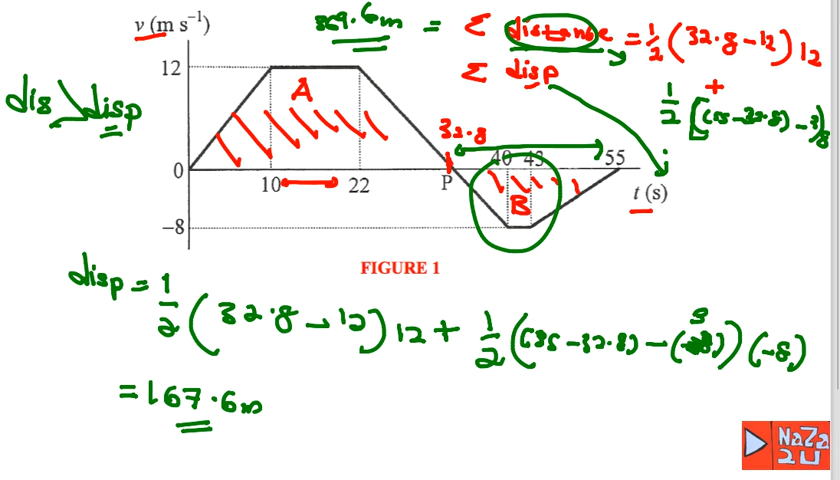 v (m s⁻¹)
369.6m = Σ distance = 1/2 (32.8 - 12) 12
Σ disp
+
1/2 [(55 - 32.8) - 3] 8
dis disp
12
A
32.8
0 10 22 P 40 43 55
t (s)
B
-8
FIGURE 1
disp = 1/2 (32.8 - 12) 12 + 1/2 ((55 - 32.8) - (3)) (-8)
= 167.6m
NaZa
2U